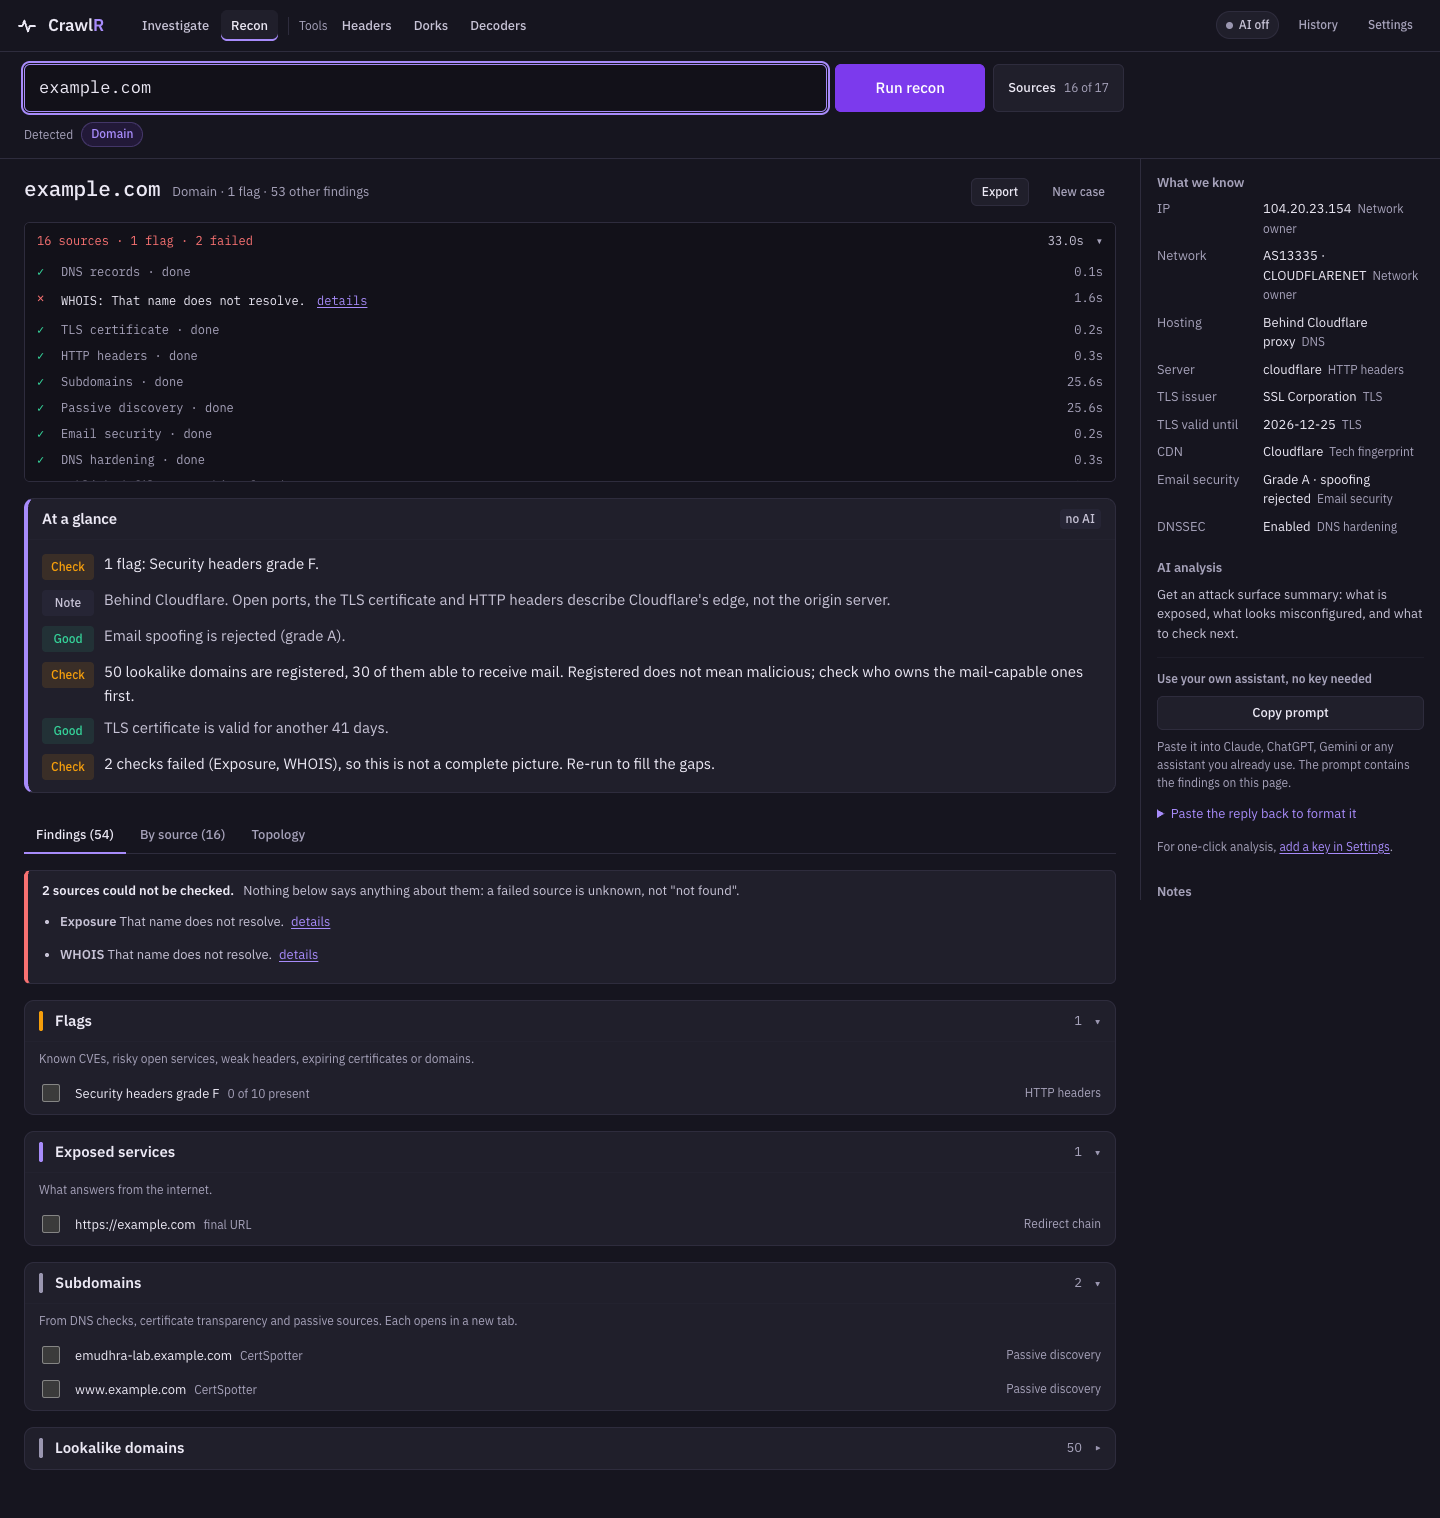 CrawlR
Investigate Recon Tools Headers Dorks Decoders
AI off History Settings
example.com
Run recon
Sources 16 of 17
Detected Domain
example.com Domain · 1 flag · 53 other findings
Export New case
16 sources · 1 flag · 2 failed 33.0s ▾
✓ DNS records · done 0.1s
× WHOIS: That name does not resolve. details 1.6s
✓ TLS certificate · done 0.2s
✓ HTTP headers · done 0.3s
✓ Subdomains · done 25.6s
✓ Passive discovery · done 25.6s
✓ Email security · done 0.2s
✓ DNS hardening · done 0.3s
At a glance no AI
Check 1 flag: Security headers grade F.
Note Behind Cloudflare. Open ports, the TLS certificate and HTTP headers describe Cloudflare's edge, not the origin server.
Good Email spoofing is rejected (grade A).
Check 50 lookalike domains are registered, 30 of them able to receive mail. Registered does not mean malicious; check who owns the mail-capable ones
first.
Good TLS certificate is valid for another 41 days.
Check 2 checks failed (Exposure, WHOIS), so this is not a complete picture. Re-run to fill the gaps.
Findings (54) By source (16) Topology
2 sources could not be checked. Nothing below says anything about them: a failed source is unknown, not "not found".
• Exposure That name does not resolve. details
• WHOIS That name does not resolve. details
Flags 1 ▾
Known CVEs, risky open services, weak headers, expiring certificates or domains.
Security headers grade F 0 of 10 present HTTP headers
Exposed services 1 ▾
What answers from the internet.
https://example.com final URL Redirect chain
Subdomains 2 ▾
From DNS checks, certificate transparency and passive sources. Each opens in a new tab.
emudhra-lab.example.com CertSpotter Passive discovery
www.example.com CertSpotter Passive discovery
Lookalike domains 50 ▸
What we know
IP 104.20.23.154 Network
owner
Network AS13335 ·
CLOUDFLARENET Network
owner
Hosting Behind Cloudflare
proxy DNS
Server cloudflare HTTP headers
TLS issuer SSL Corporation TLS
TLS valid until 2026-12-25 TLS
CDN Cloudflare Tech fingerprint
Email security Grade A · spoofing
rejected Email security
DNSSEC Enabled DNS hardening
AI analysis
Get an attack surface summary: what is
exposed, what looks misconfigured, and what
to check next.
Use your own assistant, no key needed
Copy prompt
Paste it into Claude, ChatGPT, Gemini or any
assistant you already use. The prompt contains
the findings on this page.
▶ Paste the reply back to format it
For one-click analysis, add a key in Settings.
Notes